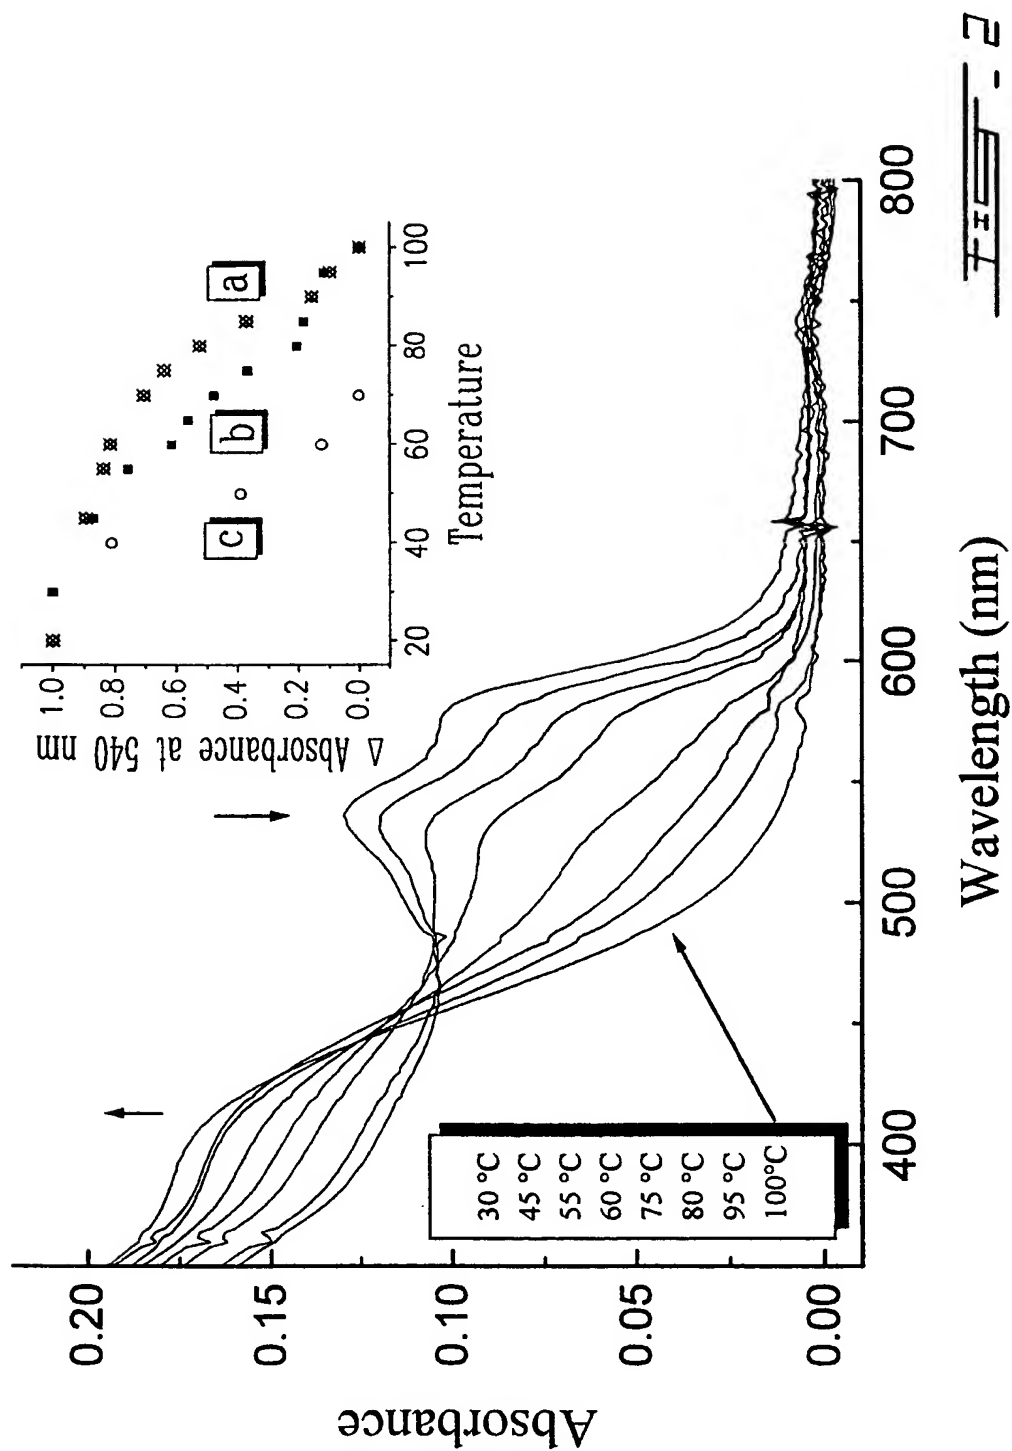 Absorbance
0.20
0.15
0.10
0.05
0.00
400
500
600
700
800
Wavelength (nm)
30 °C
45 °C
55 °C
60 °C
75 °C
80 °C
95 °C
100°C
Δ Absorbance at 540 nm
1.0
0.8
0.6
0.4
0.2
0.0
20
40
60
80
100
Temperature
a
b
c
Fig - 2